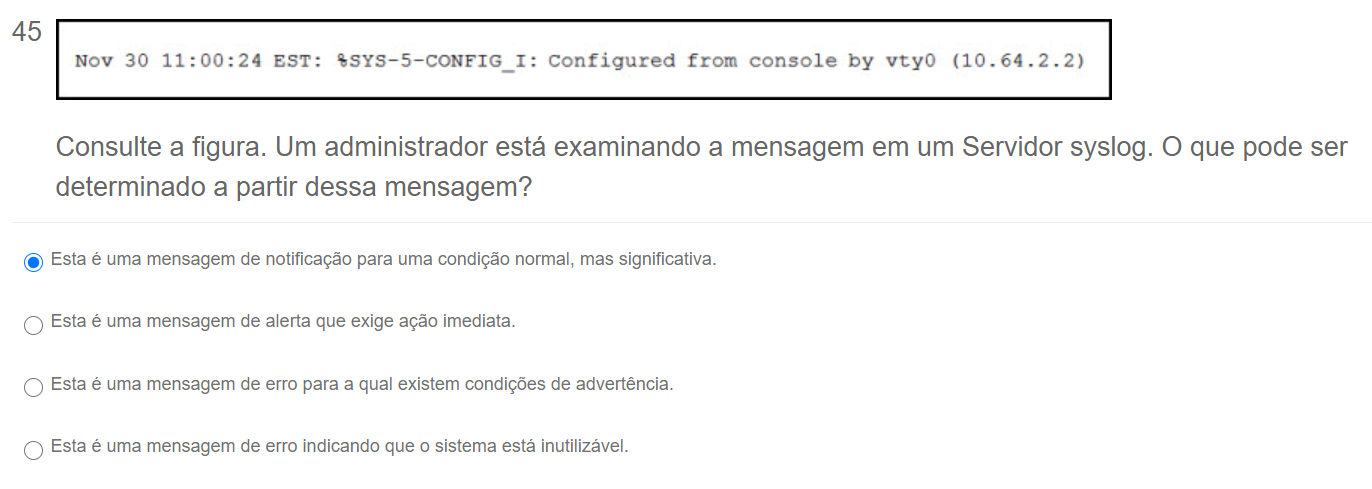 45
Nov 30 11:00:24 EST: %SYS-5-CONFIG_I: Configured from console by vty0 (10.64.2.2)
Consulte a figura. Um administrador está examinando a mensagem em um Servidor syslog. O que pode ser
determinado a partir dessa mensagem?
Esta é uma mensagem de notificação para uma condição normal, mas significativa.
Esta é uma mensagem de alerta que exige ação imediata.
Esta é uma mensagem de erro para a qual existem condições de advertência.
Esta é uma mensagem de erro indicando que o sistema está inutilizável.